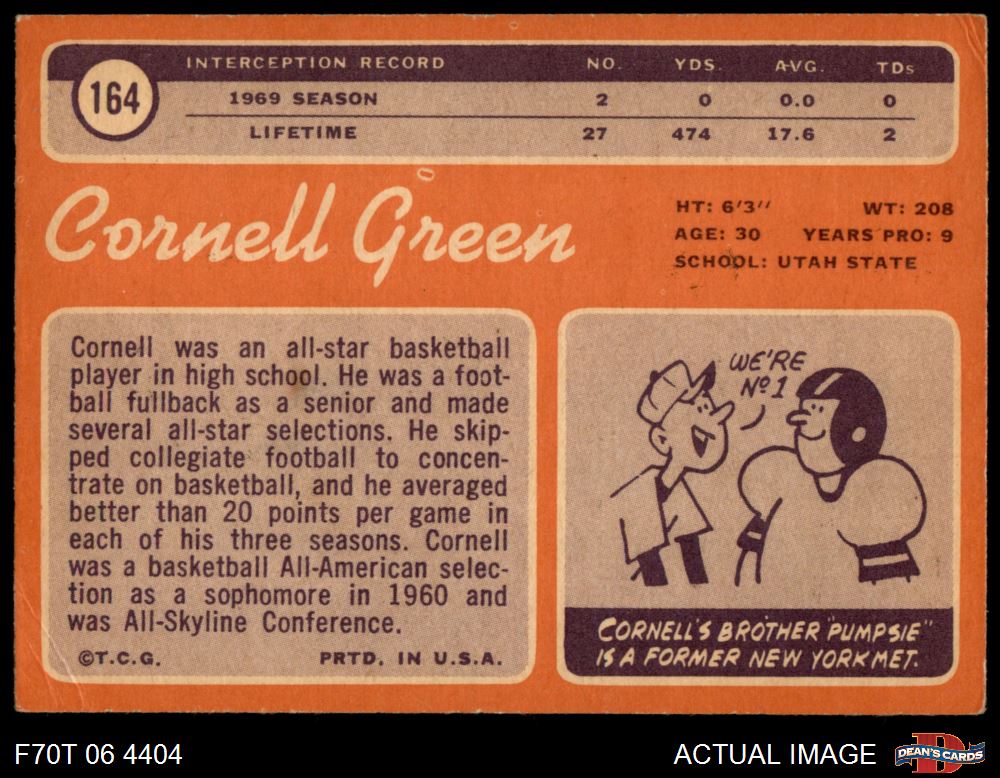 164
INTERCEPTION RECORD NO. YDS. AVG. TDs
1969 SEASON 2 0 0.0 0
LIFETIME 27 474 17.6 2
Cornell Green
HT: 6'3'' WT: 208
AGE: 30 YEARS PRO: 9
SCHOOL: UTAH STATE
Cornell was an all-star basketball
player in high school. He was a foot-
ball fullback as a senior and made
several all-star selections. He skip-
ped collegiate football to concen-
trate on basketball, and he averaged
better than 20 points per game in
each of his three seasons. Cornell
was a basketball All-American selec-
tion as a sophomore in 1960 and
was All-Skyline Conference.
©T.C.G. PRTD. IN U.S.A.
WE'RE
Nº1
CORNELL'S BROTHER "PUMPSIE"
IS A FORMER NEW YORK MET.
F70T 06 4404
ACTUAL IMAGE
DEAN'S CARDS